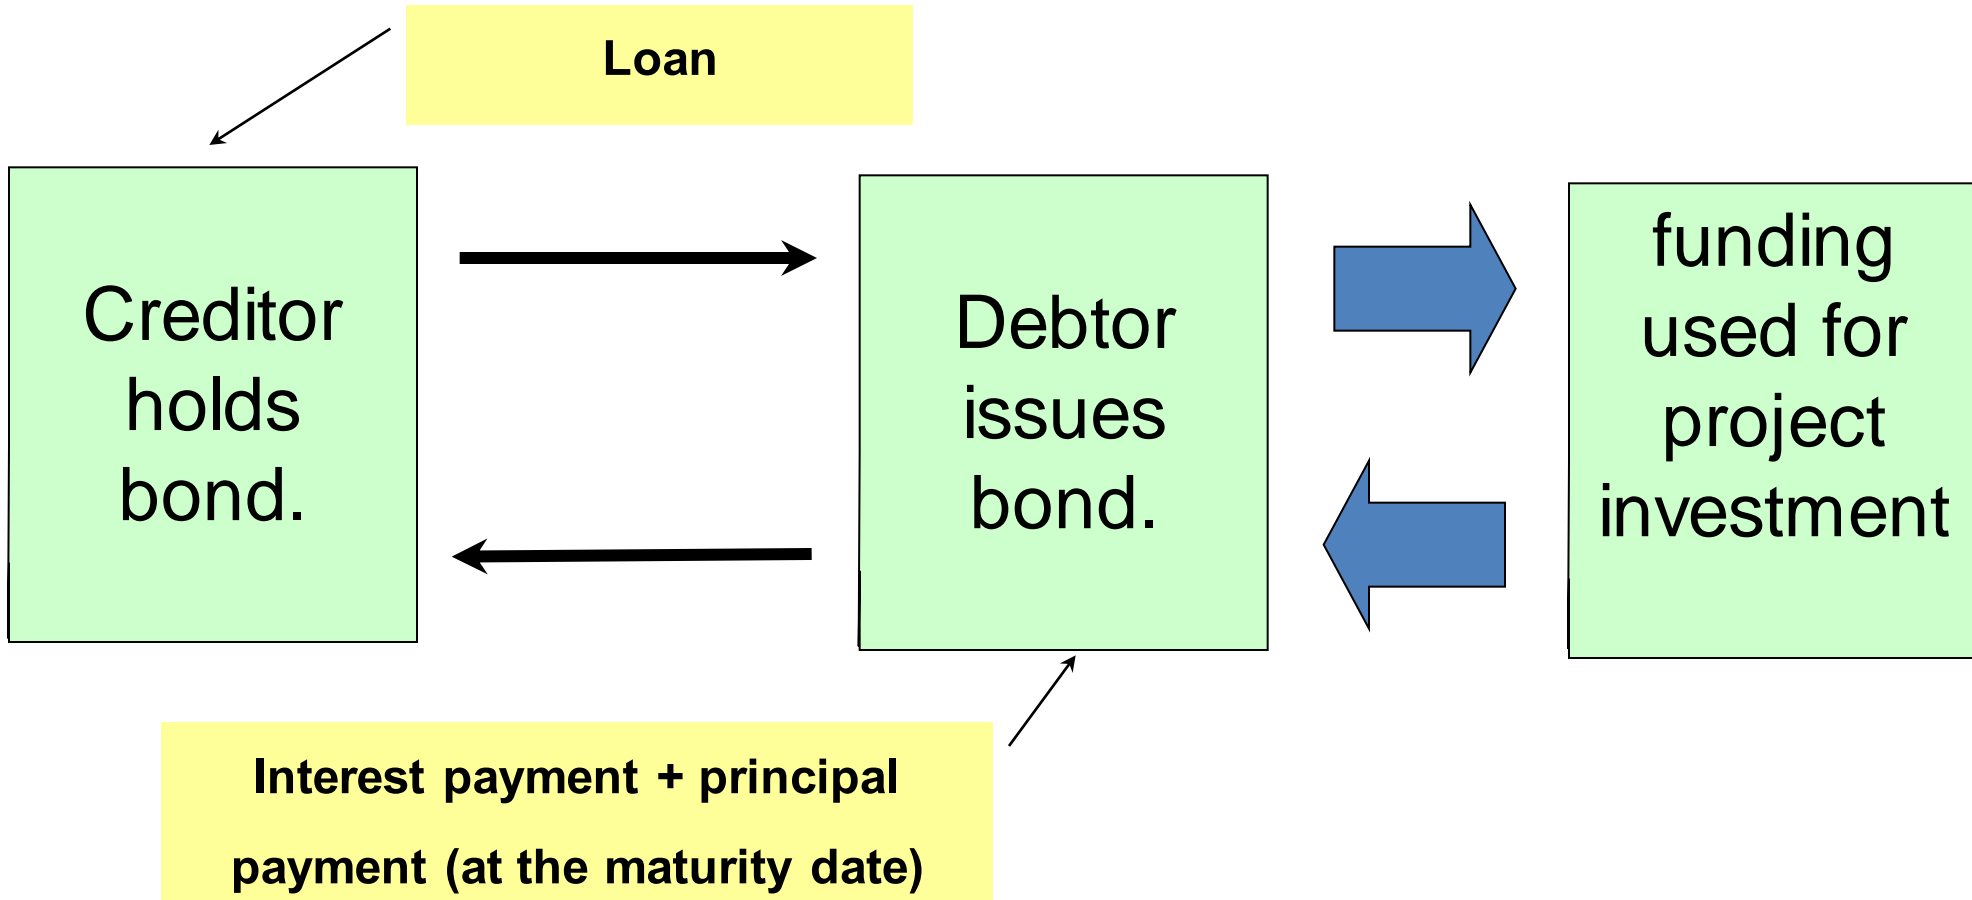 Loan
Creditor
holds
bond.
Debtor
issues
bond.
funding
used for
project
investment
Interest payment + principal
payment (at the maturity date)